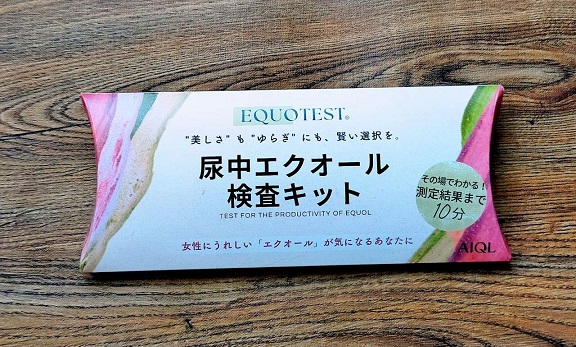 EQUOTEST®
"美しさ"も"ゆらぎ"にも、賢い選択を。
尿中エクオール
検査キット
TEST FOR THE PRODUCTIVITY OF EQUOL
その場でわかる!
測定結果まで
10分
女性にうれしい「エクオール」が気になるあなたに
AIQL